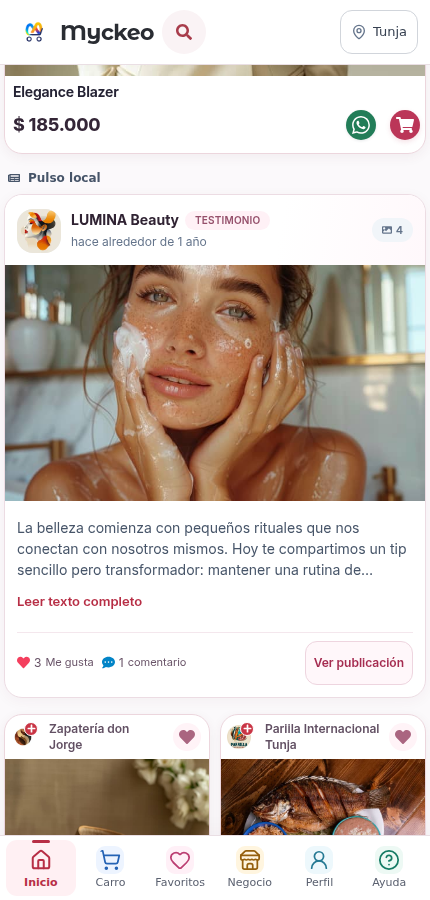 Myckeo
Tunja
Elegance Blazer
$ 185.000
Pulso local
LUMINA Beauty TESTIMONIO
hace alrededor de 1 año
4
La belleza comienza con pequeños rituales que nos
conectan con nosotros mismos. Hoy te compartimos un tip
sencillo pero transformador: mantener una rutina de...
Leer texto completo
3 Me gusta 1 comentario
Ver publicación
Zapatería don
Jorge
Parilla Internacional
Tunja
Inicio Carro Favoritos Negocio Perfil Ayuda